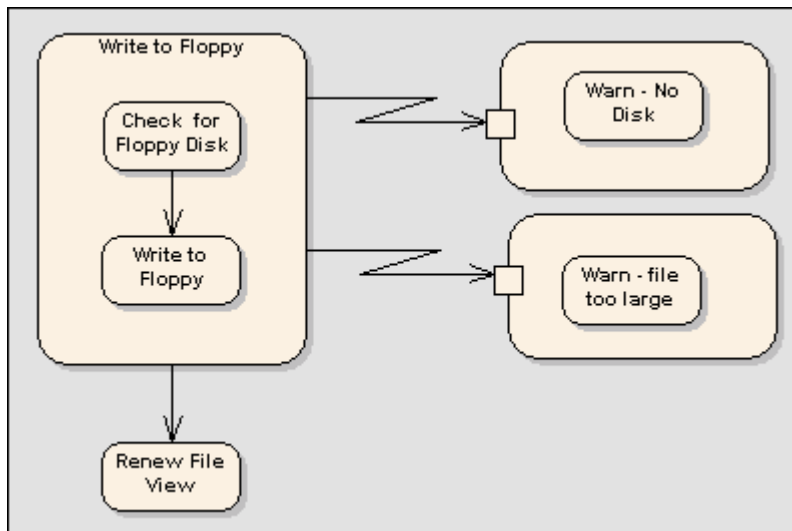 Write to Floppy
Check for
Floppy Disk
Write to
Floppy
Renew File
View
Warn - No
Disk
Warn - file
too large